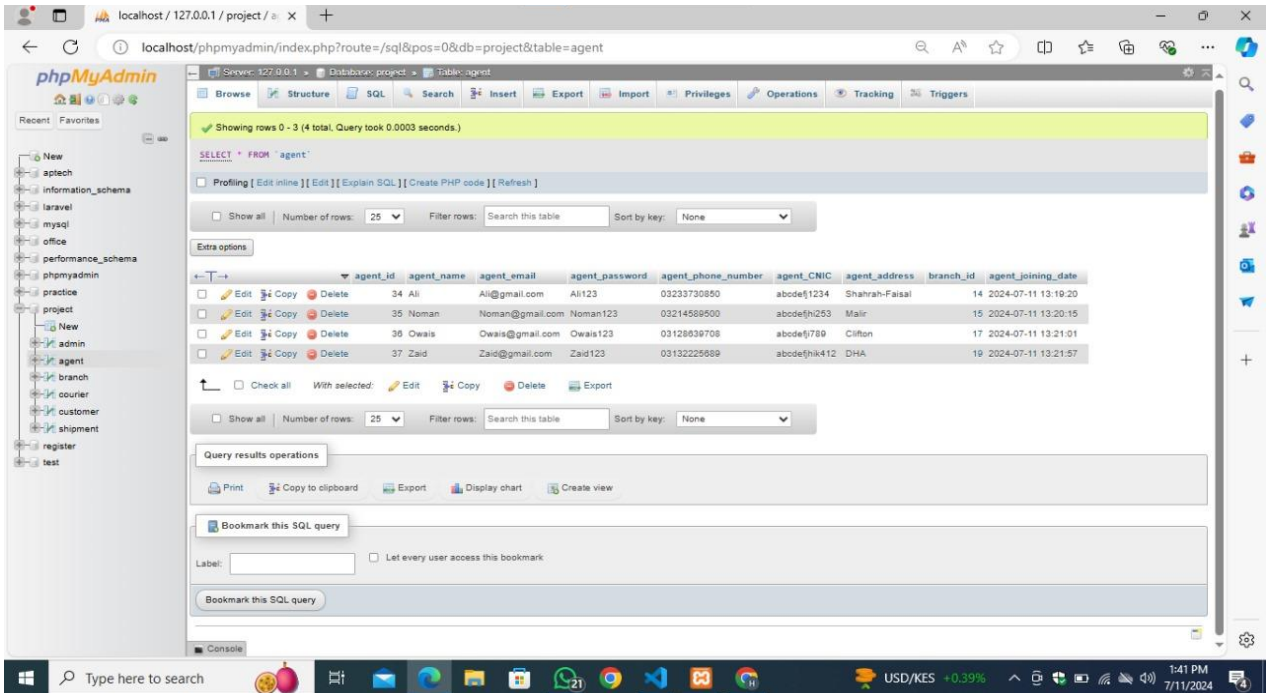 localhost / 127.0.0.1 / project / a
localhost/phpmyadmin/index.php?route=/sql&pos=0&db=project&table=agent
phpMyAdmin
Recent Favorites
New
aptech
information_schema
laravel
mysql
office
performance_schema
phpmyadmin
practice
project
New
admin
agent
branch
courier
customer
shipment
register
test
Server: 127.0.0.1 » Database: project » Table: agent
Browse Structure SQL Search Insert Export Import Privileges Operations Tracking Triggers
Showing rows 0 - 3 (4 total, Query took 0.0003 seconds.)
SELECT * FROM `agent`
Profiling [ Edit inline ] [ Edit ] [ Explain SQL ] [ Create PHP code ] [ Refresh ]
Show all Number of rows: 25 Filter rows: Search this table Sort by key: None
Extra options
agent_id agent_name agent_email agent_password agent_phone_number agent_CNIC agent_address branch_id agent_joining_date
Edit Copy Delete 34 Ali Ali@gmail.com Ali123 03233730850 abcdefj1234 Shahrah-Faisal 14 2024-07-11 13:19:20
Edit Copy Delete 35 Noman Noman@gmail.com Noman123 03214589500 abcdefjhi253 Malir 15 2024-07-11 13:20:15
Edit Copy Delete 36 Owais Owais@gmail.com Owais123 03128639708 abcdefji789 Clifton 17 2024-07-11 13:21:01
Edit Copy Delete 37 Zaid Zaid@gmail.com Zaid123 03132225689 abcdefjhik412 DHA 19 2024-07-11 13:21:57
Check all With selected: Edit Copy Delete Export
Show all Number of rows: 25 Filter rows: Search this table Sort by key: None
Query results operations
Print Copy to clipboard Export Display chart Create view
Bookmark this SQL query
Label: Let every user access this bookmark
Bookmark this SQL query
Console
Type here to search
21
USD/KES +0.39%
1:41 PM
7/11/2024
4